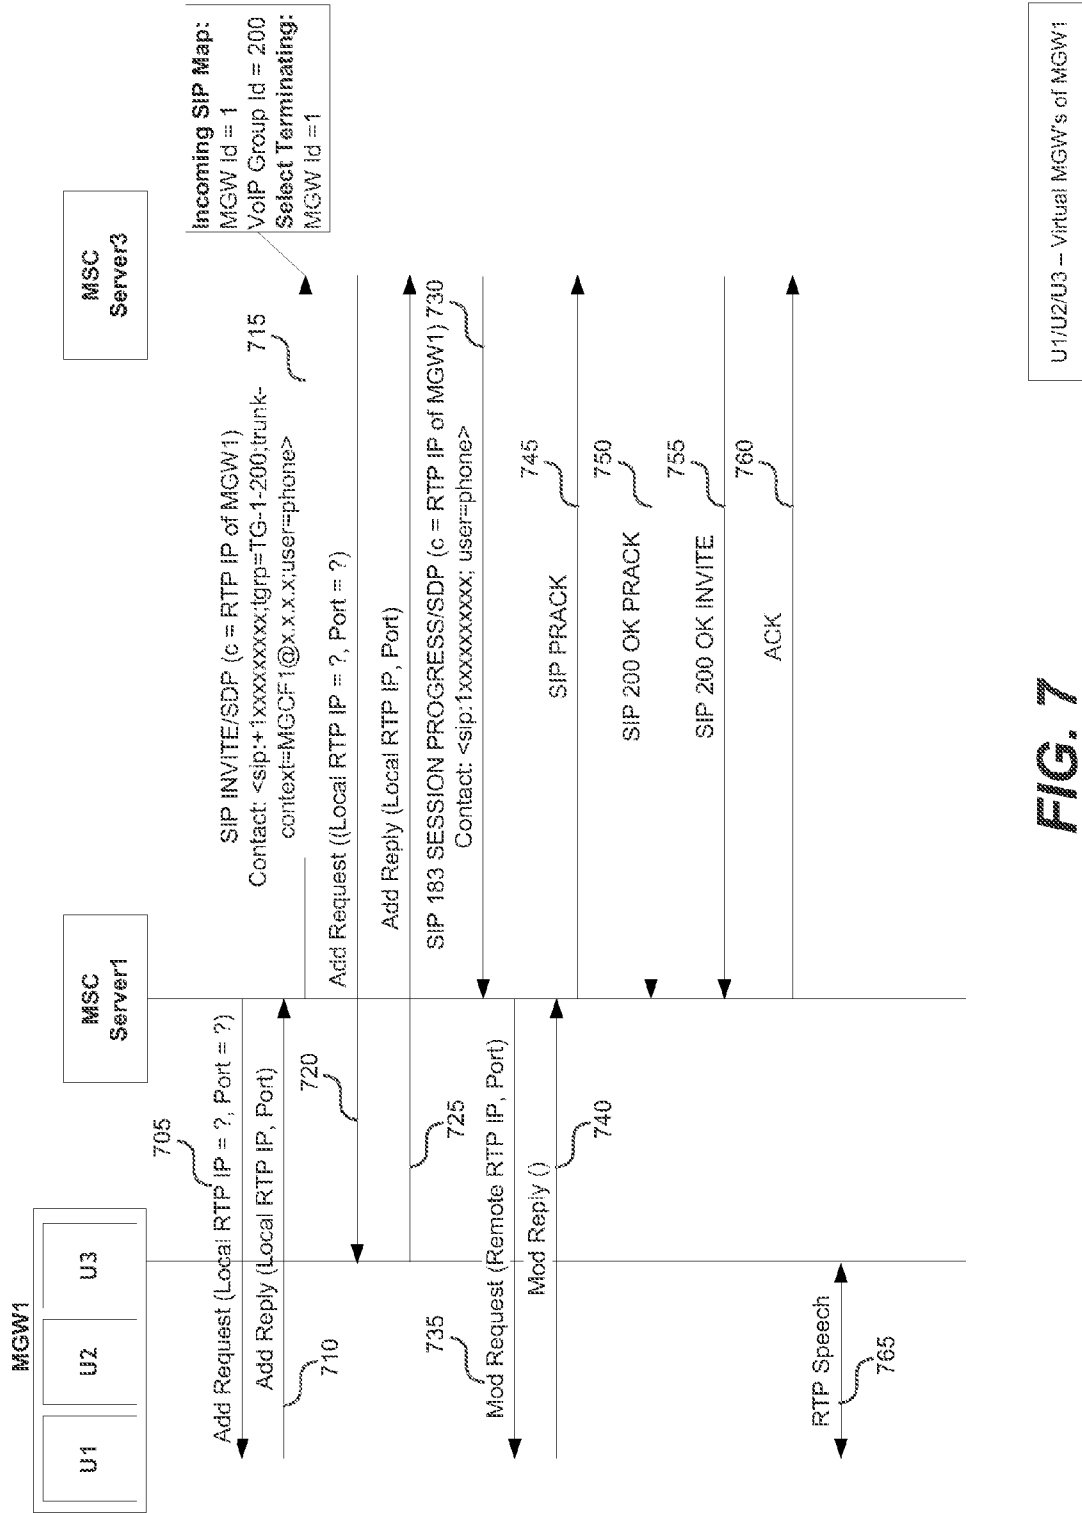 MGW1
U1
U2
U3
MSC
Server1
MSC
Server3
Incoming SIP Map:
MGW Id = 1
VoIP Group Id = 200
Select Terminating:
MGW Id =1
705
Add Request (Local RTP IP = ?, Port = ?)
Add Reply (Local RTP IP, Port)
710
SIP INVITE/SDP (c = RTP IP of MGW1)
Contact: <sip:+1xxxxxxxxx;tgrp=TG-1-200;trunk-
context=MGCF1@x.x.x.x;user=phone>
715
Add Request ((Local RTP IP = ?, Port = ?)
720
Add Reply (Local RTP IP, Port)
725
SIP 183 SESSION PROGRESS/SDP (c = RTP IP of MGW1) 730
Contact: <sip:1xxxxxxxxxx; user=phone>
735
Mod Request (Remote RTP IP, Port)
Mod Reply ()
740
SIP PRACK
745
SIP 200 OK PRACK
750
SIP 200 OK INVITE
755
ACK
760
RTP Speech
765
U1/U2/U3 – Virtual MGW's of MGW1
FIG. 7